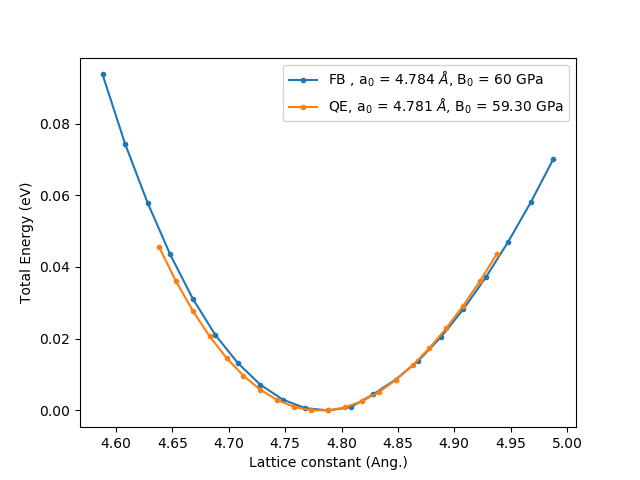 FB , a₀ = 4.784 Å, B₀ = 60 GPa
QE, a₀ = 4.781 Å, B₀ = 59.30 GPa
Total Energy (eV)
0.08
0.06
0.04
0.02
0.00
4.60 4.65 4.70 4.75 4.80 4.85 4.90 4.95 5.00
Lattice constant (Ang.)